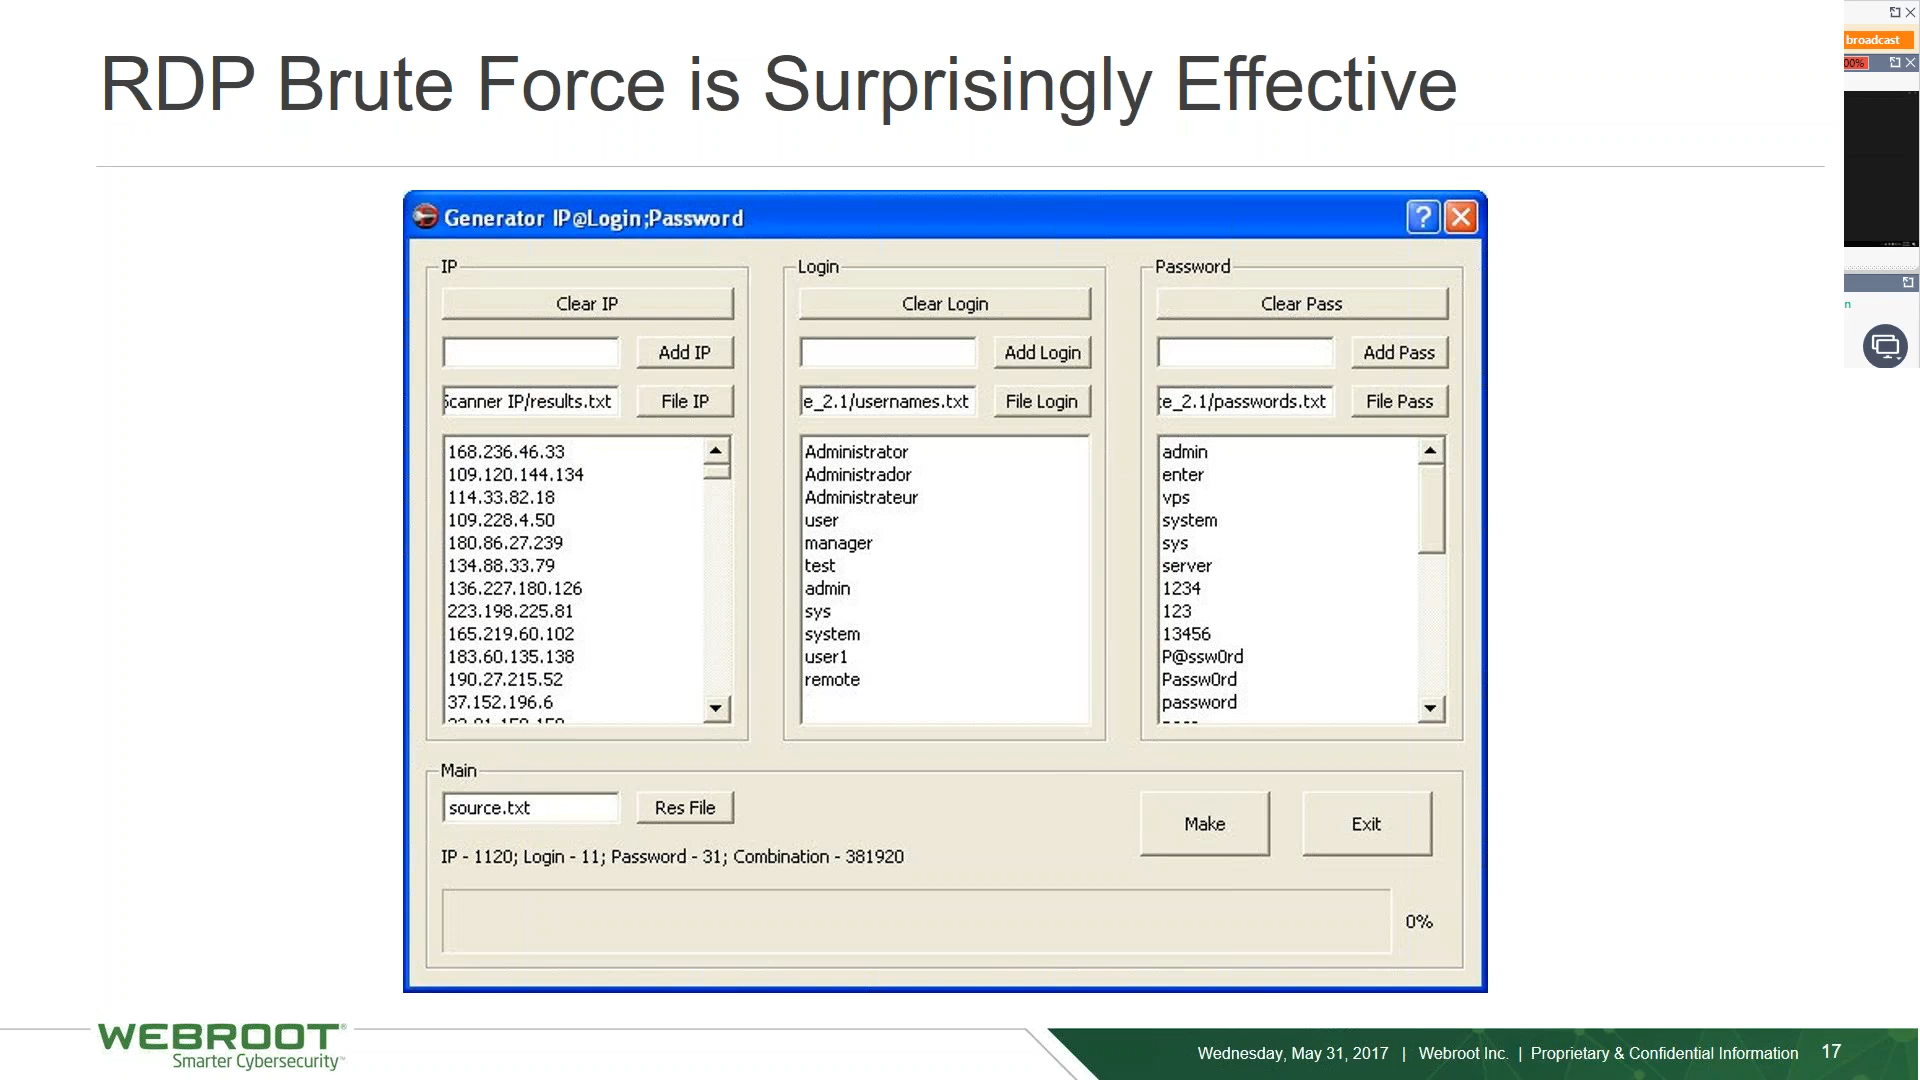 RDP Brute Force is Surprisingly Effective
broadcast
00%
n
Generator IP@Login;Password
IP
Clear IP
Add IP
Scanner IP/results.txt
File IP
168.236.46.33
109.120.144.134
114.33.82.18
109.228.4.50
180.86.27.239
134.88.33.79
136.227.180.126
223.198.225.81
165.219.60.102
183.60.135.138
190.27.215.52
37.152.196.6
Login
Clear Login
Add Login
e_2.1/usernames.txt
File Login
Administrator
Administrador
Administrateur
user
manager
test
admin
sys
system
user1
remote
Password
Clear Pass
Add Pass
ce_2.1/passwords.txt
File Pass
admin
enter
vps
system
sys
server
1234
123
13456
P@ssw0rd
Passw0rd
password
Main
source.txt
Res File
Make
Exit
IP - 1120; Login - 11; Password - 31; Combination - 381920
0%
WEBROOT®
Smarter Cybersecurity™
Wednesday, May 31, 2017 | Webroot Inc. | Proprietary & Confidential Information 17